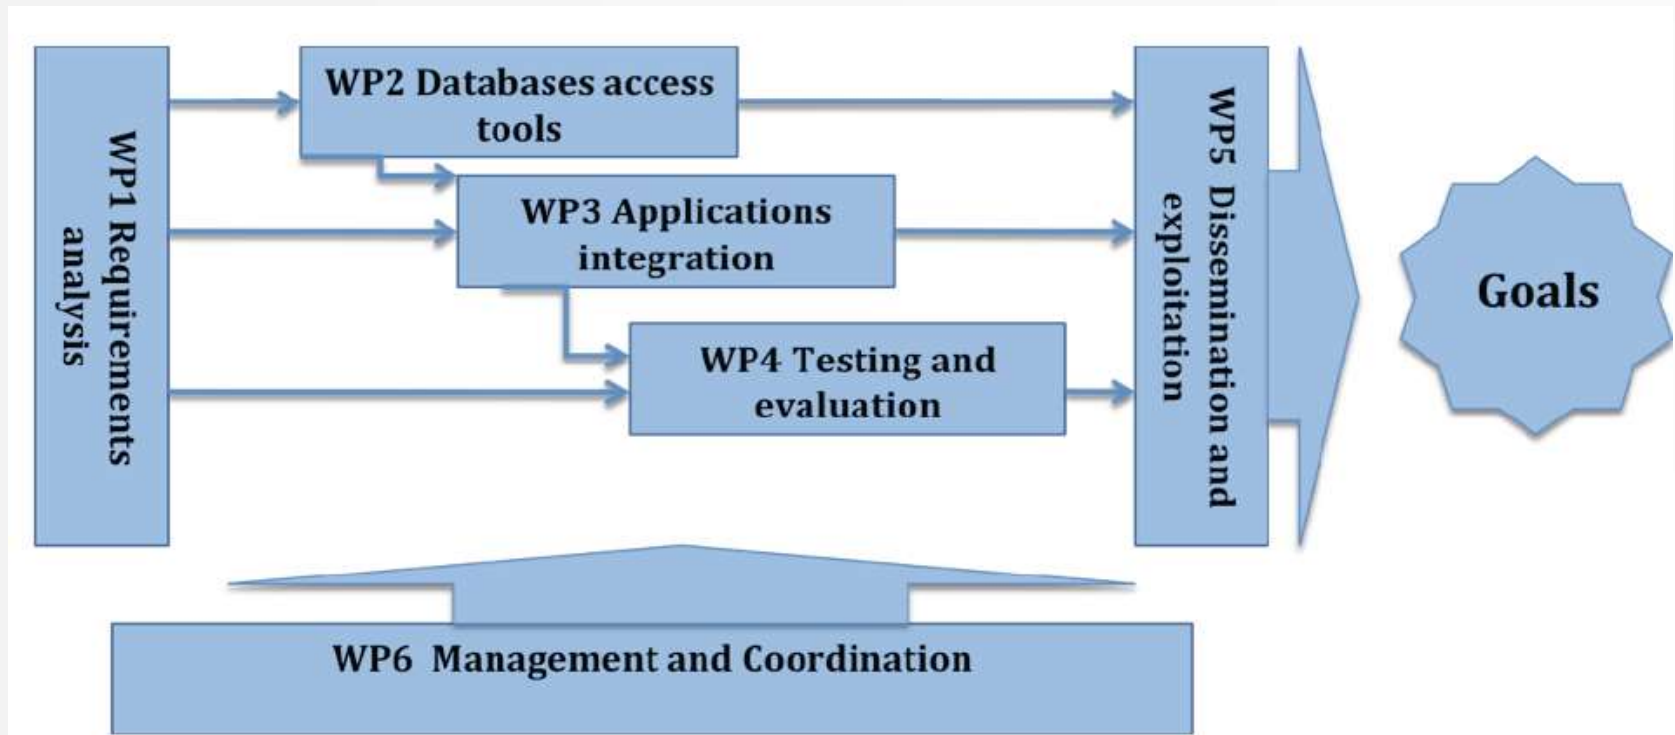 WP1 Requirements
analysis
WP2 Databases access
tools
WP3 Applications
integration
WP4 Testing and
evaluation
WP5 Dissemination and
exploitation
Goals
WP6 Management and Coordination